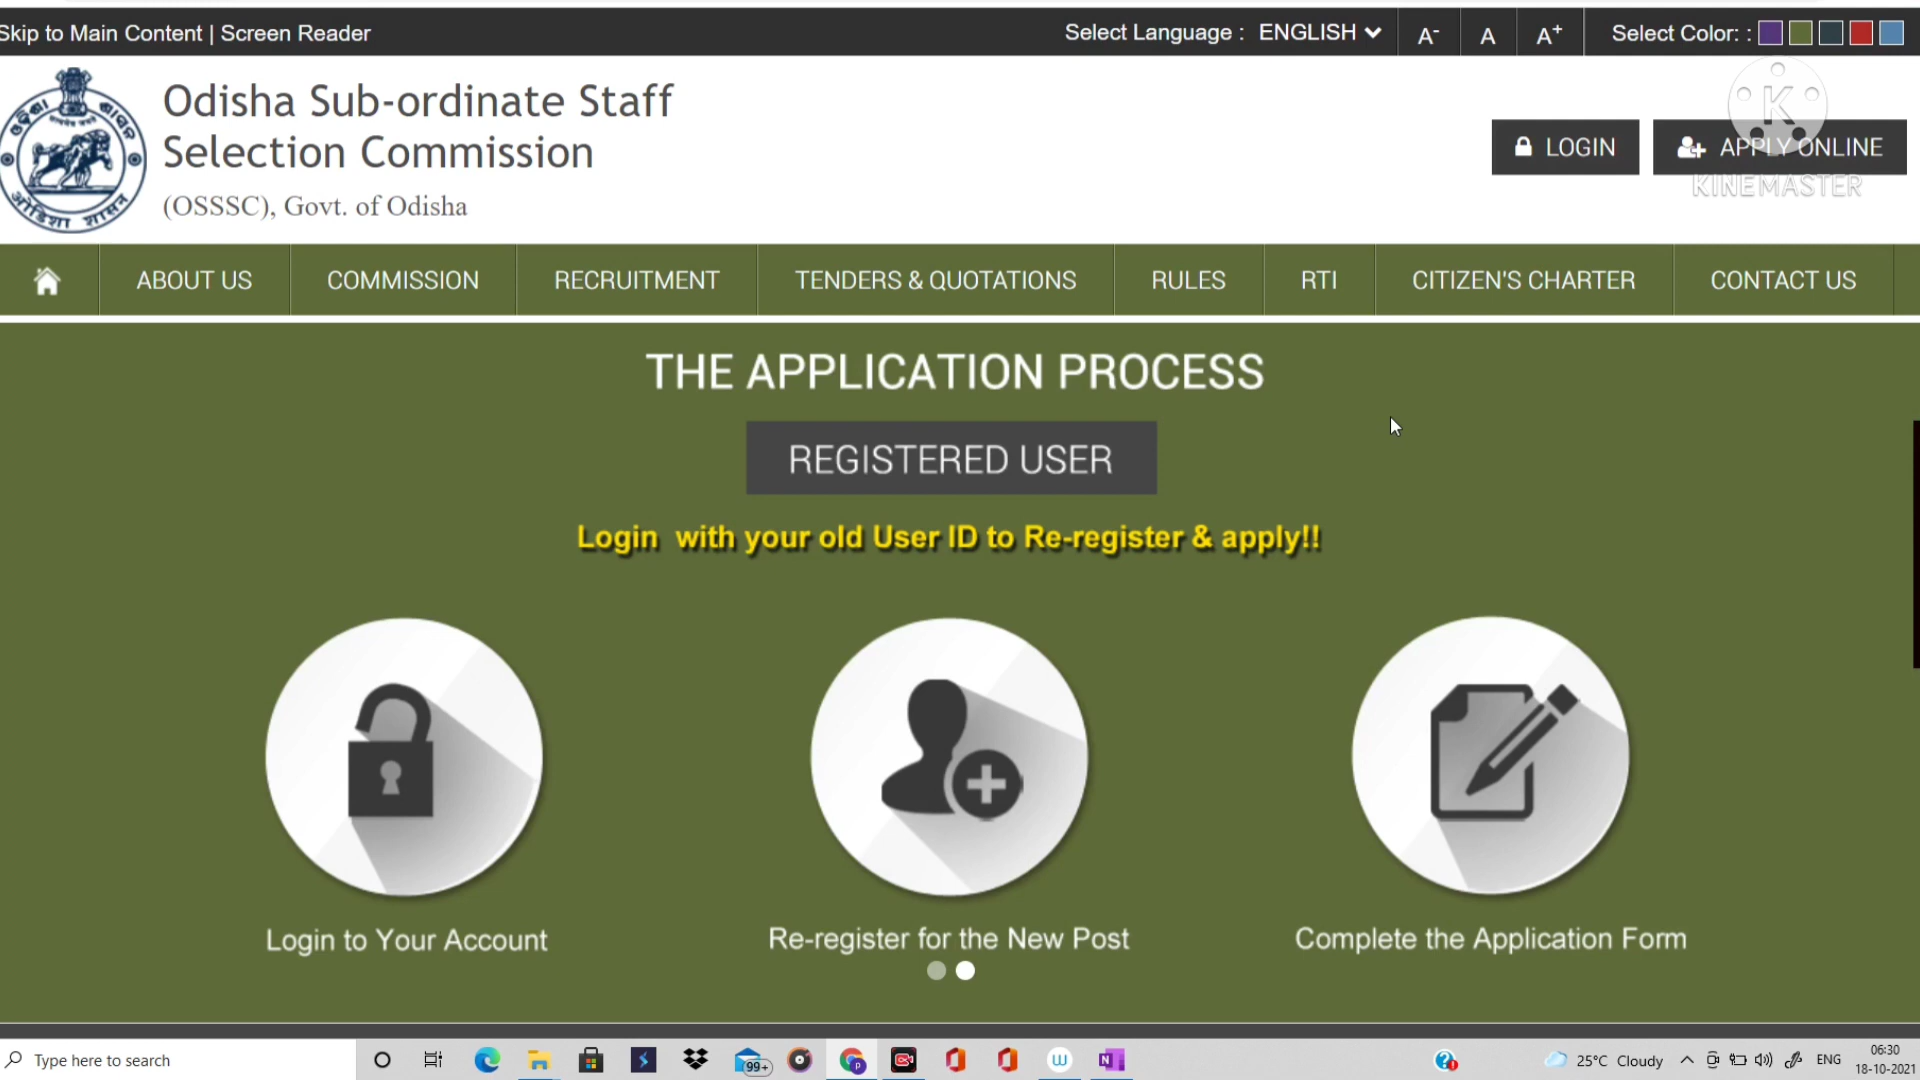 Skip to Main Content | Screen Reader
Select Language : ENGLISH
A-
A
A+
Select Color: :
Odisha Sub-ordinate Staff
Selection Commission
(OSSSC), Govt. of Odisha
LOGIN
APPLY ONLINE
K
KINEMASTER
ABOUT US
COMMISSION
RECRUITMENT
TENDERS & QUOTATIONS
RULES
RTI
CITIZEN'S CHARTER
CONTACT US
THE APPLICATION PROCESS
REGISTERED USER
Login with your old User ID to Re-register & apply!!
Login to Your Account
Re-register for the New Post
Complete the Application Form
Type here to search
99+
25°C Cloudy
ENG
06:30
18-10-2021